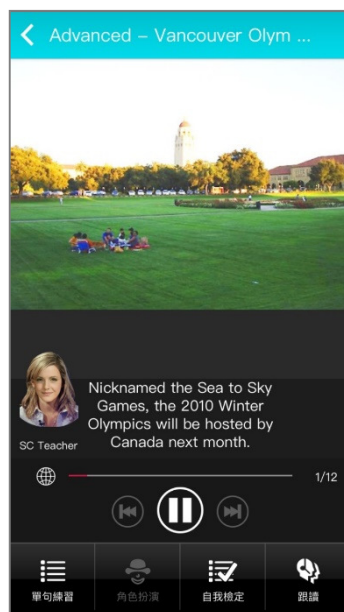 Advanced – Vancouver Olym ...
Nicknamed the Sea to Sky
Games, the 2010 Winter
Olympics will be hosted by
Canada next month.
SC Teacher
1/12
單句練習
角色扮演
自我檢定
跟讀